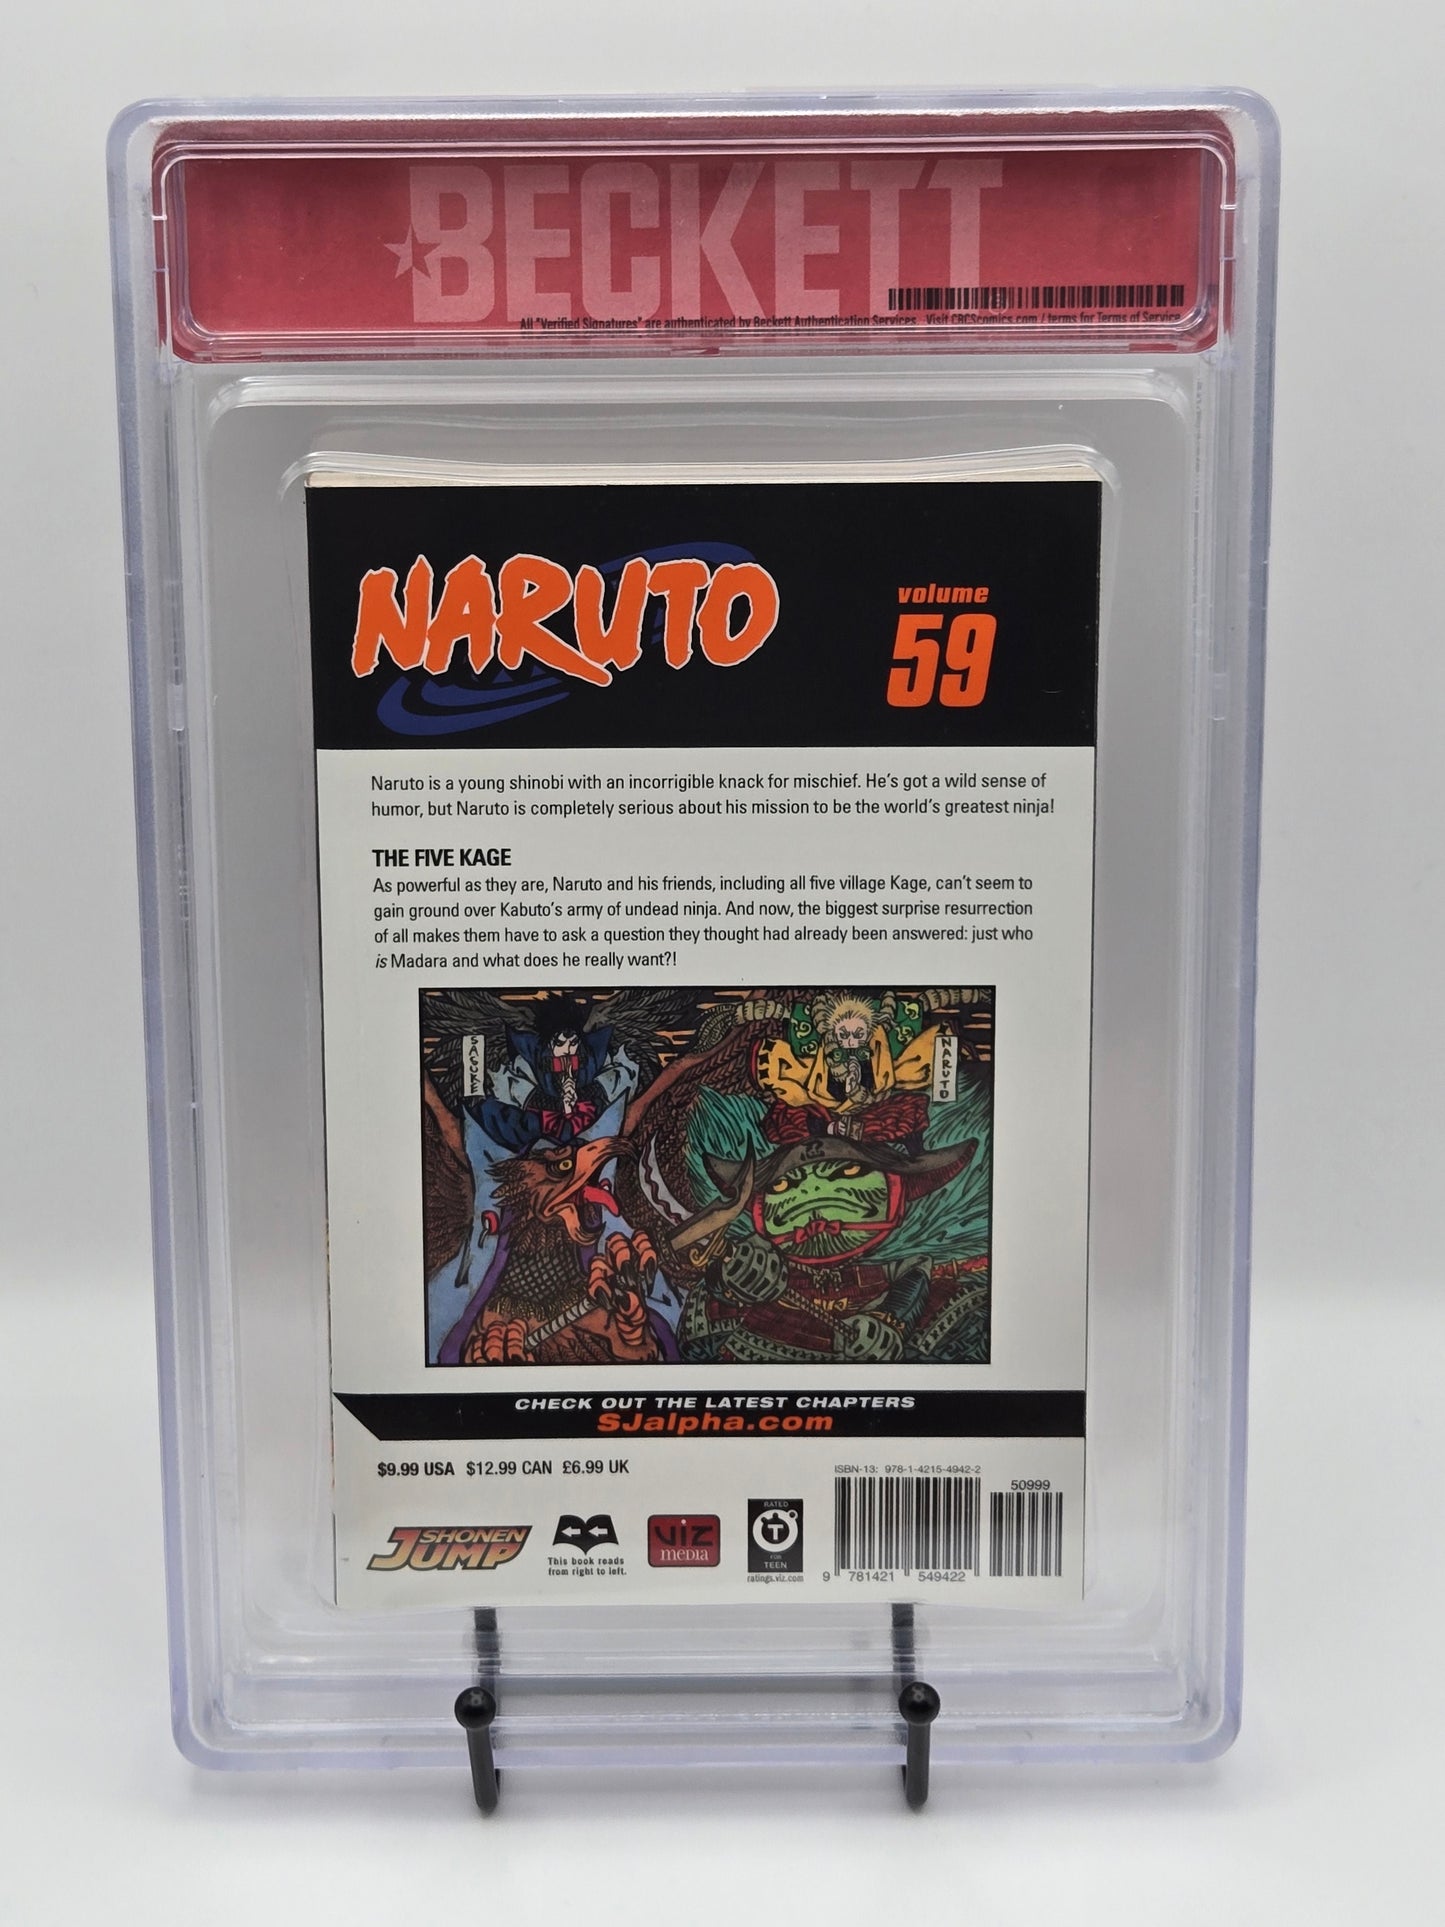 BECKETT
All "Verified Signatures" are authenticated by Beckett Authentication Services. Visit CBCScomics.com / terms for Terms of Service
NARUTO
volume
59
Naruto is a young shinobi with an incorrigible knack for mischief. He's got a wild sense of
humor, but Naruto is completely serious about his mission to be the world's greatest ninja!
THE FIVE KAGE
As powerful as they are, Naruto and his friends, including all five village Kage, can't seem to
gain ground over Kabuto's army of undead ninja. And now, the biggest surprise resurrection
of all makes them have to ask a question they thought had already been answered: just who
is Madara and what does he really want?!
SASUKE
NARUTO
忍
CHECK OUT THE LATEST CHAPTERS
SJalpha.com
$9.99 USA $12.99 CAN £6.99 UK
ISBN-13: 978-1-4215-4942-2
50999
SHONEN
JUMP
This book reads
from right to left.
VIZ
media
RATED
T
FOR
TEEN
ratings.viz.com
9 781421 549422